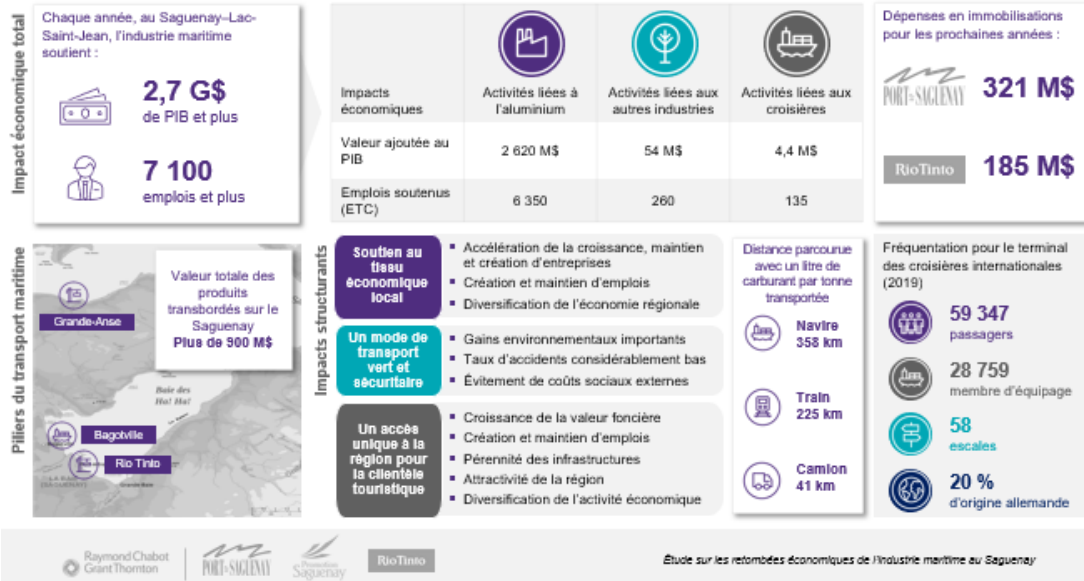 Impact économique total
Chaque année, au Saguenay–Lac-
Saint-Jean, l'industrie maritime
soutient :
2,7 G$
de PIB et plus
7 100
emplois et plus
Impacts
économiques
Activités liées à
l'aluminium
Activités liées aux
autres industries
Activités liées aux
croisières
Valeur ajoutée au
PIB
2 620 M$
54 M$
4,4 M$
Emplois soutenus
(ETC)
6 350
260
135
Dépenses en immobilisations
pour les prochaines années :
PORT DE SAGUENAY
321 M$
RioTinto
185 M$
Piliers du transport maritime
Valeur totale des
produits
transbordés sur le
Saguenay
Plus de 900 M$
Grande-Anse
Baie des
Ha! Ha!
Bagotville
Rio Tinto
Impacts structurants
Soutien au
tissu
économique
local
▪ Accélération de la croissance, maintien
et création d'entreprises
▪ Création et maintien d'emplois
▪ Diversification de l'économie régionale
Un mode de
transport
vert et
sécuritaire
▪ Gains environnementaux importants
▪ Taux d'accidents considérablement bas
▪ Évitement de coûts sociaux externes
Un accès
unique à la
région pour
la clientèle
touristique
▪ Croissance de la valeur foncière
▪ Création et maintien d'emplois
▪ Pérennité des infrastructures
▪ Attractivité de la région
▪ Diversification de l'activité économique
Distance parcourue
avec un litre de
carburant par tonne
transportée
Navire
358 km
Train
225 km
Camion
41 km
Fréquentation pour le terminal
des croisières internationales
(2019)
59 347
passagers
28 759
membre d'équipage
58
escales
20 %
d'origine allemande
Raymond Chabot
Grant Thornton
PORT DE SAGUENAY
Promotion
Saguenay
RioTinto
Étude sur les retombées économiques de l'industrie maritime au Saguenay